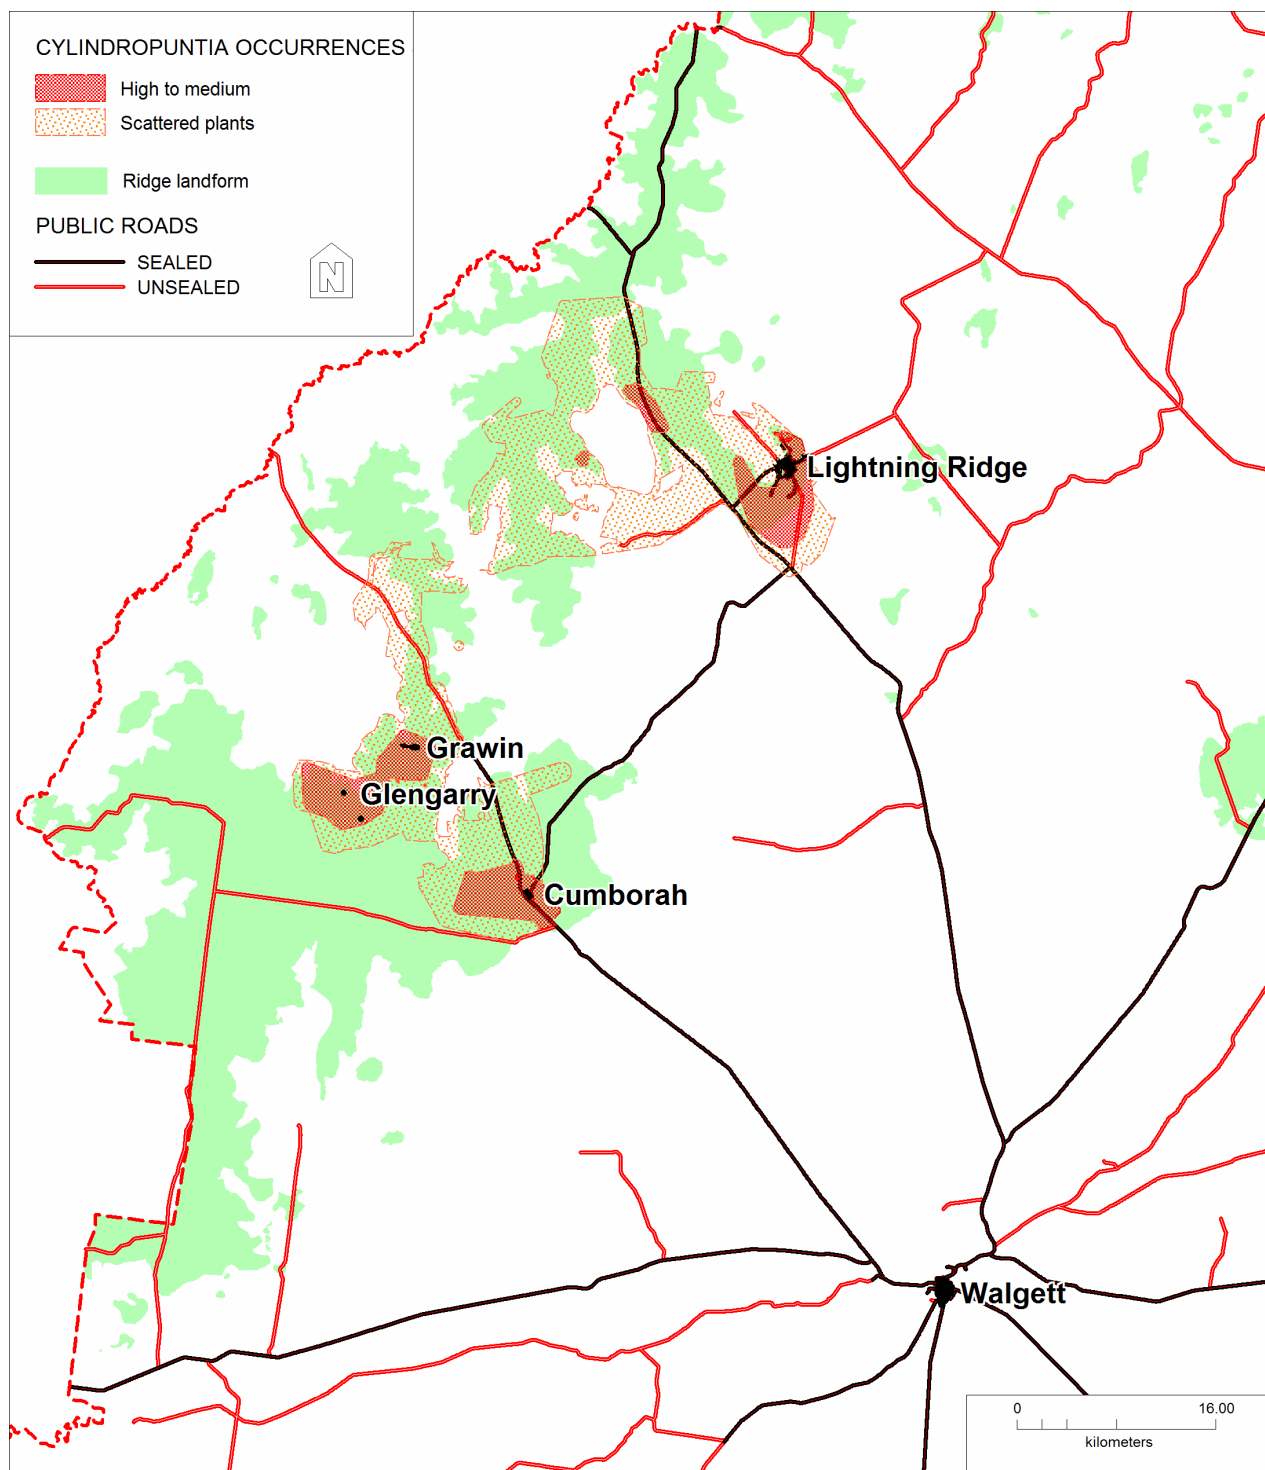 CYLINDROPUNTIA OCCURRENCES
High to medium
Scattered plants
Ridge landform
PUBLIC ROADS
SEALED
UNSEALED
N
Lightning Ridge
Grawin
Glengarry
Cumborah
Walgett
0 16.00
kilometers